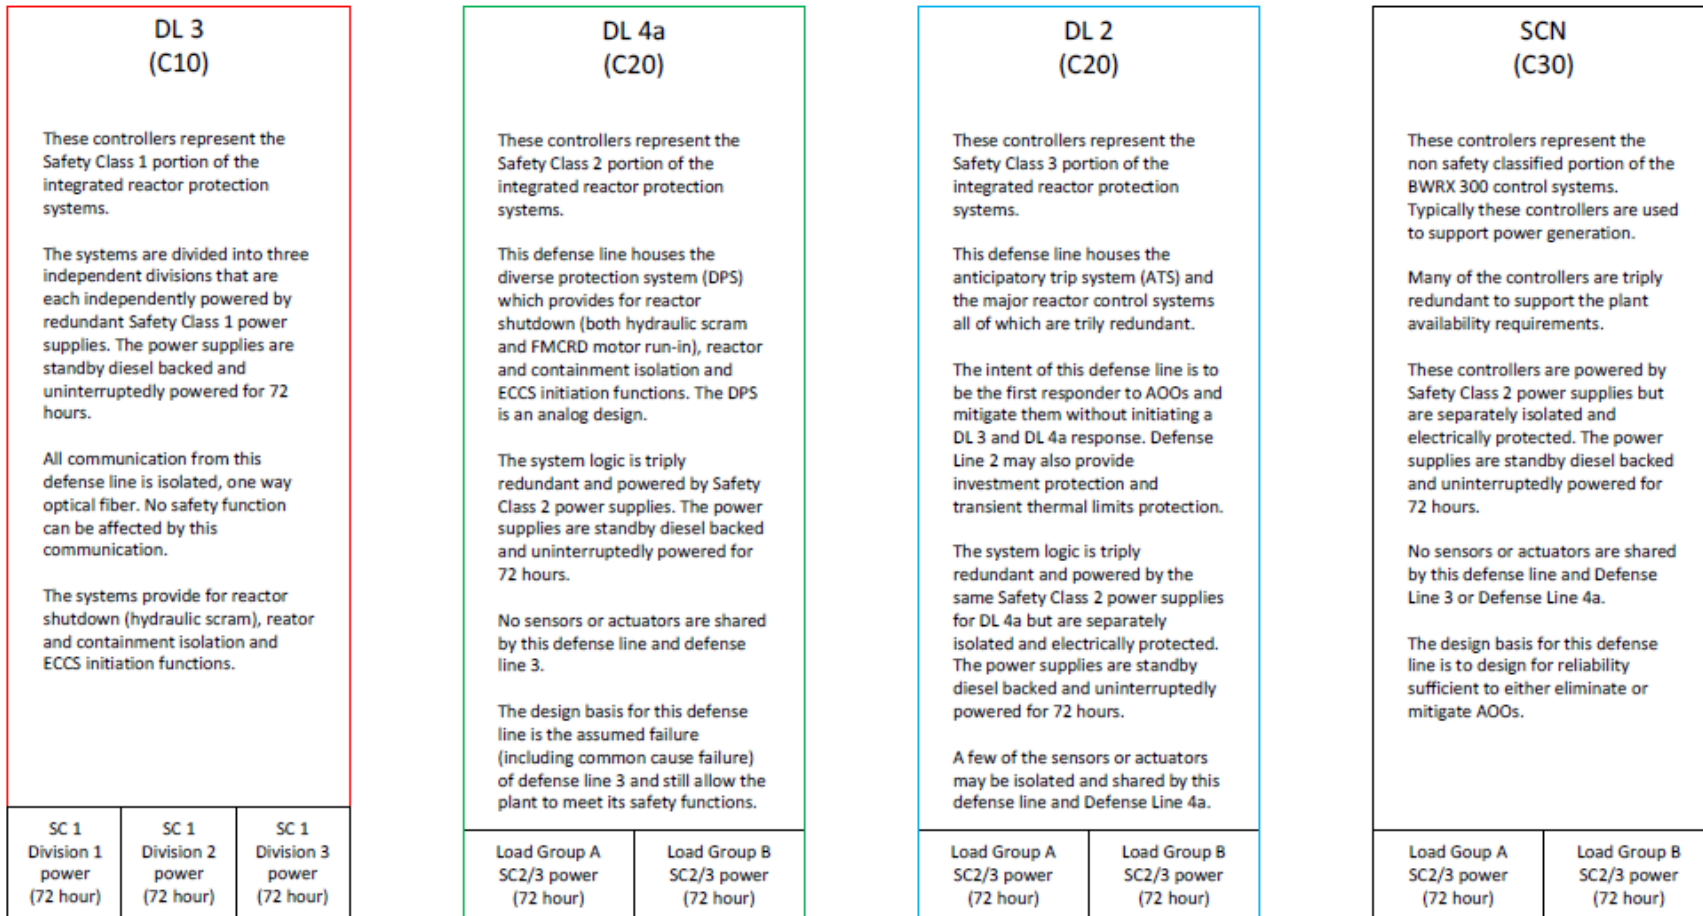 DL 3
(C10)
These controllers represent the
Safety Class 1 portion of the
integrated reactor protection
systems.
The systems are divided into three
independent divisions that are
each independently powered by
redundant Safety Class 1 power
supplies. The power supplies are
standby diesel backed and
uninterruptedly powered for 72
hours.
All communication from this
defense line is isolated, one way
optical fiber. No safety function
can be affected by this
communication.
The systems provide for reactor
shutdown (hydraulic scram), reator
and containment isolation and
ECCS initiation functions.
SC 1
Division 1
power
(72 hour)
SC 1
Division 2
power
(72 hour)
SC 1
Division 3
power
(72 hour)
DL 4a
(C20)
These controllers represent the
Safety Class 2 portion of the
integrated reactor protection
systems.
This defense line houses the
diverse protection system (DPS)
which provides for reactor
shutdown (both hydraulic scram
and FMCRD motor run-in), reactor
and containment isolation and
ECCS initiation functions. The DPS
is an analog design.
The system logic is triply
redundant and powered by Safety
Class 2 power supplies. The power
supplies are standby diesel backed
and uninterruptedly powered for
72 hours.
No sensors or actuators are shared
by this defense line and defense
line 3.
The design basis for this defense
line is the assumed failure
(including common cause failure)
of defense line 3 and still allow the
plant to meet its safety functions.
Load Group A
SC2/3 power
(72 hour)
Load Group B
SC2/3 power
(72 hour)
DL 2
(C20)
These controllers represent the
Safety Class 3 portion of the
integrated reactor protection
systems.
This defense line houses the
anticipatory trip system (ATS) and
the major reactor control systems
all of which are trily redundant.
The intent of this defense line is to
be the first responder to AOOs and
mitigate them without initiating a
DL 3 and DL 4a response. Defense
Line 2 may also provide
investment protection and
transient thermal limits protection.
The system logic is triply
redundant and powered by the
same Safety Class 2 power supplies
for DL 4a but are separately
isolated and electrically protected.
The power supplies are standby
diesel backed and uninterruptedly
powered for 72 hours.
A few of the sensors or actuators
may be isolated and shared by this
defense line and Defense Line 4a.
Load Group A
SC2/3 power
(72 hour)
Load Group B
SC2/3 power
(72 hour)
SCN
(C30)
These controlers represent the
non safety classified portion of the
BWRX 300 control systems.
Typically these controllers are used
to support power generation.
Many of the controllers are triply
redundant to support the plant
availability requirements.
These controllers are powered by
Safety Class 2 power supplies but
are separately isolated and
electrically protected. The power
supplies are standby diesel backed
and uninterruptedly powered for
72 hours.
No sensors or actuators are shared
by this defense line and Defense
Line 3 or Defense Line 4a.
The design basis for this defense
line is to design for reliability
sufficient to either eliminate or
mitigate AOOs.
Load Goup A
SC2/3 power
(72 hour)
Load Group B
SC2/3 power
(72 hour)